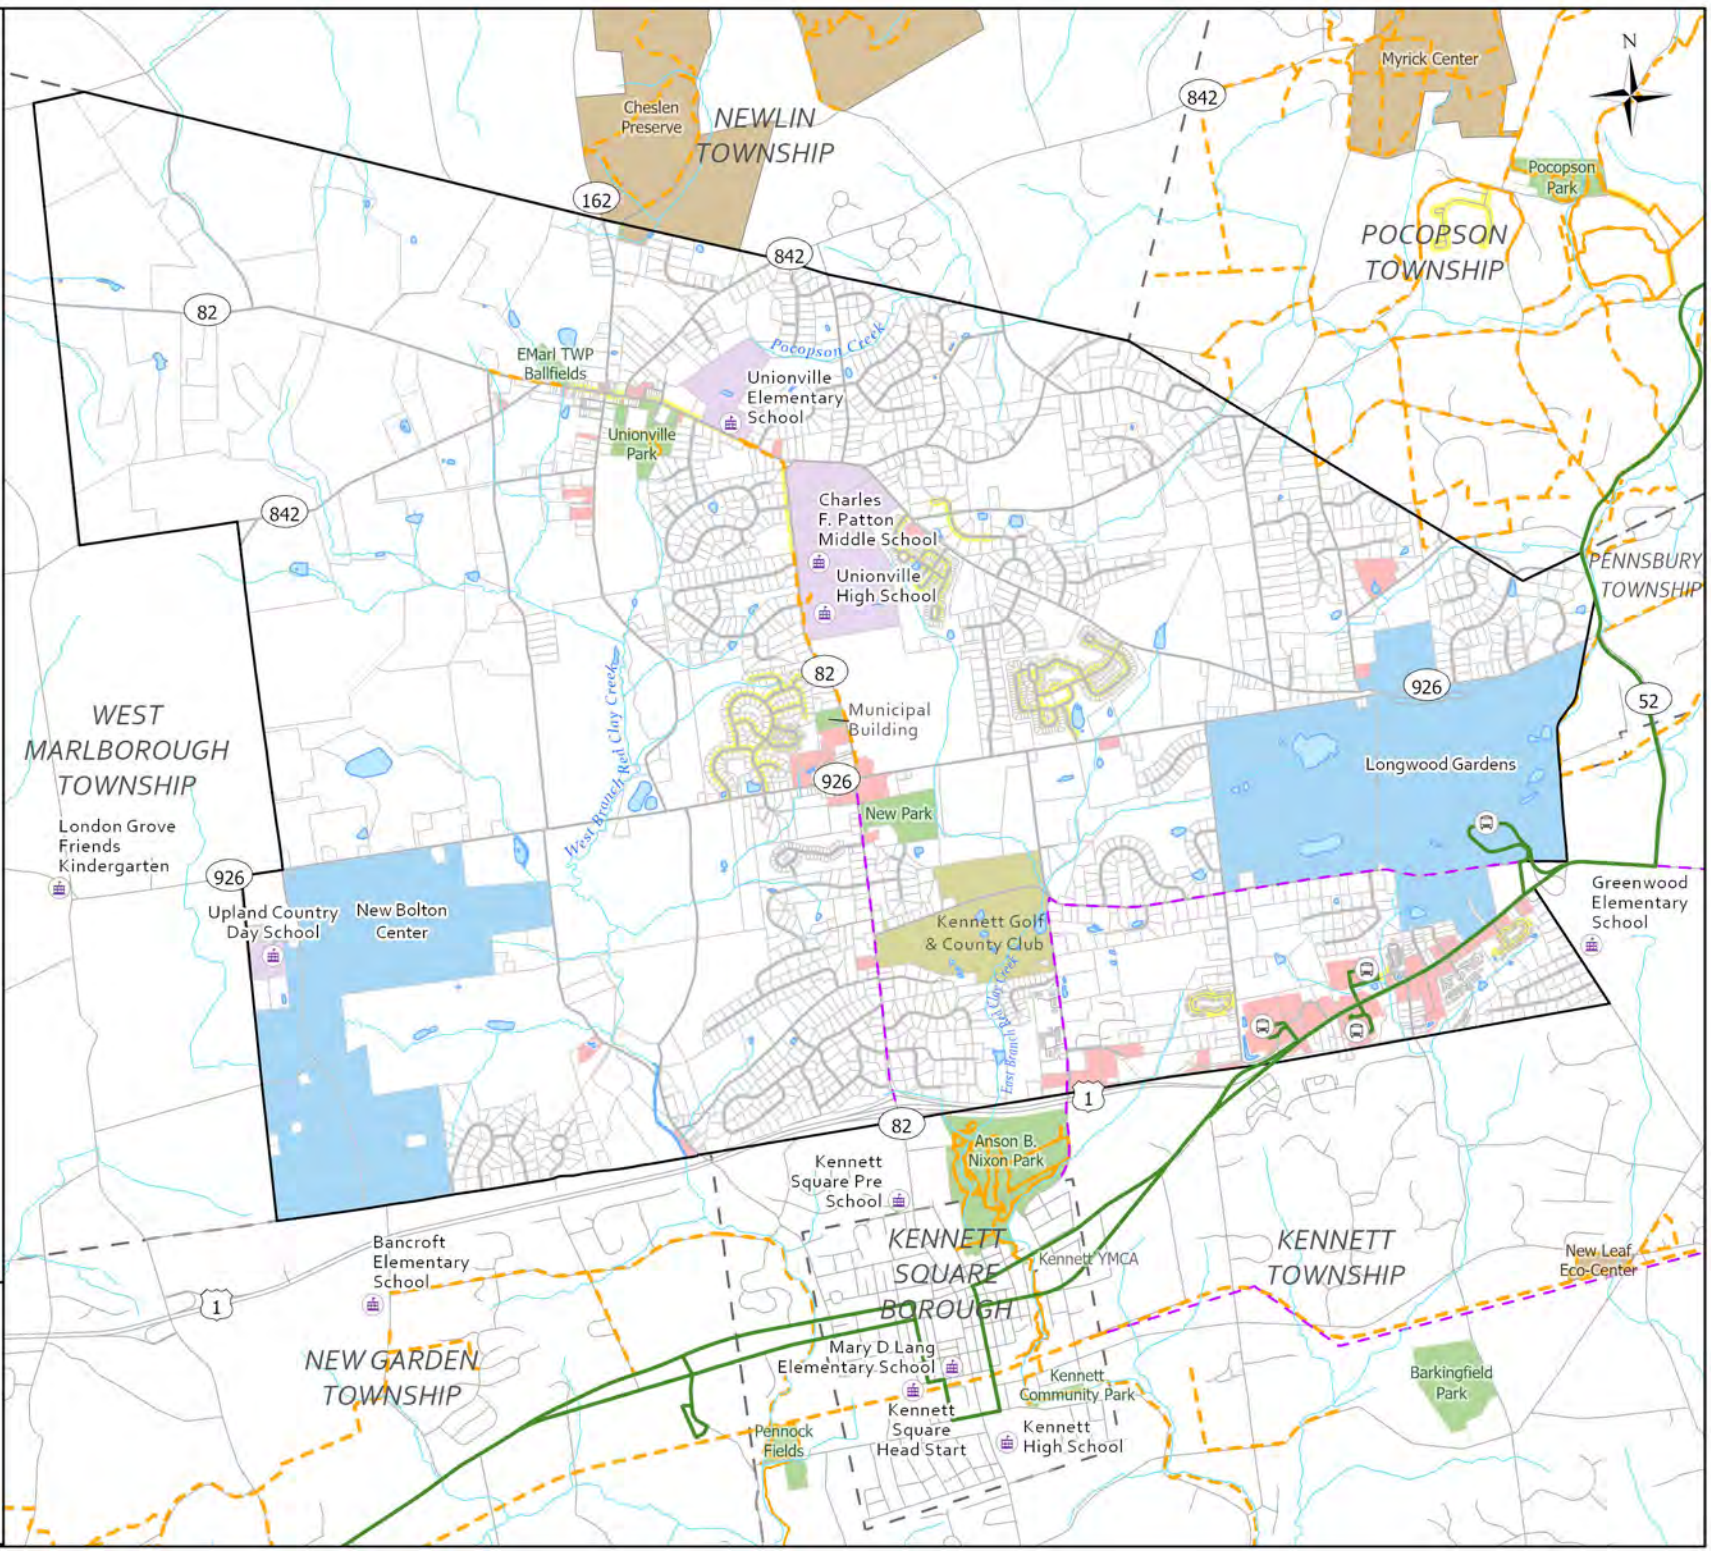 N
Myrick Center
842
Cheslen
Preserve
NEWLIN
TOWNSHIP
Pocopson
Park
162
POCOPSON
TOWNSHIP
842
82
52
Pocopson Creek
EMarl TWP
Ballfields
Unionville
Elementary
School
Unionville
Park
842
Charles
F. Patton
Middle School
Unionville
High School
PENNSBURY
TOWNSHIP
82
926
West Branch Red Clay Creek
Municipal
Building
WEST
MARLBOROUGH
TOWNSHIP
926
Longwood Gardens
New Park
London Grove
Friends
Kindergarten
926
Upland Country
Day School
New Bolton
Center
Kennett Golf
& County Club
Greenwood
Elementary
School
East Branch Red Clay Creek
1
82
Anson B.
Nixon Park
Kennett
Square Pre
School
Bancroft
Elementary
School
KENNETT
SQUARE
BOROUGH
Kennett YMCA
KENNETT
TOWNSHIP
New Leaf
Eco-Center
1
NEW GARDEN
TOWNSHIP
Mary D Lang
Elementary School
Kennett
Community Park
Barkingfield
Park
Kennett
Square
Head Start
Kennett
High School
Pennock
Fields